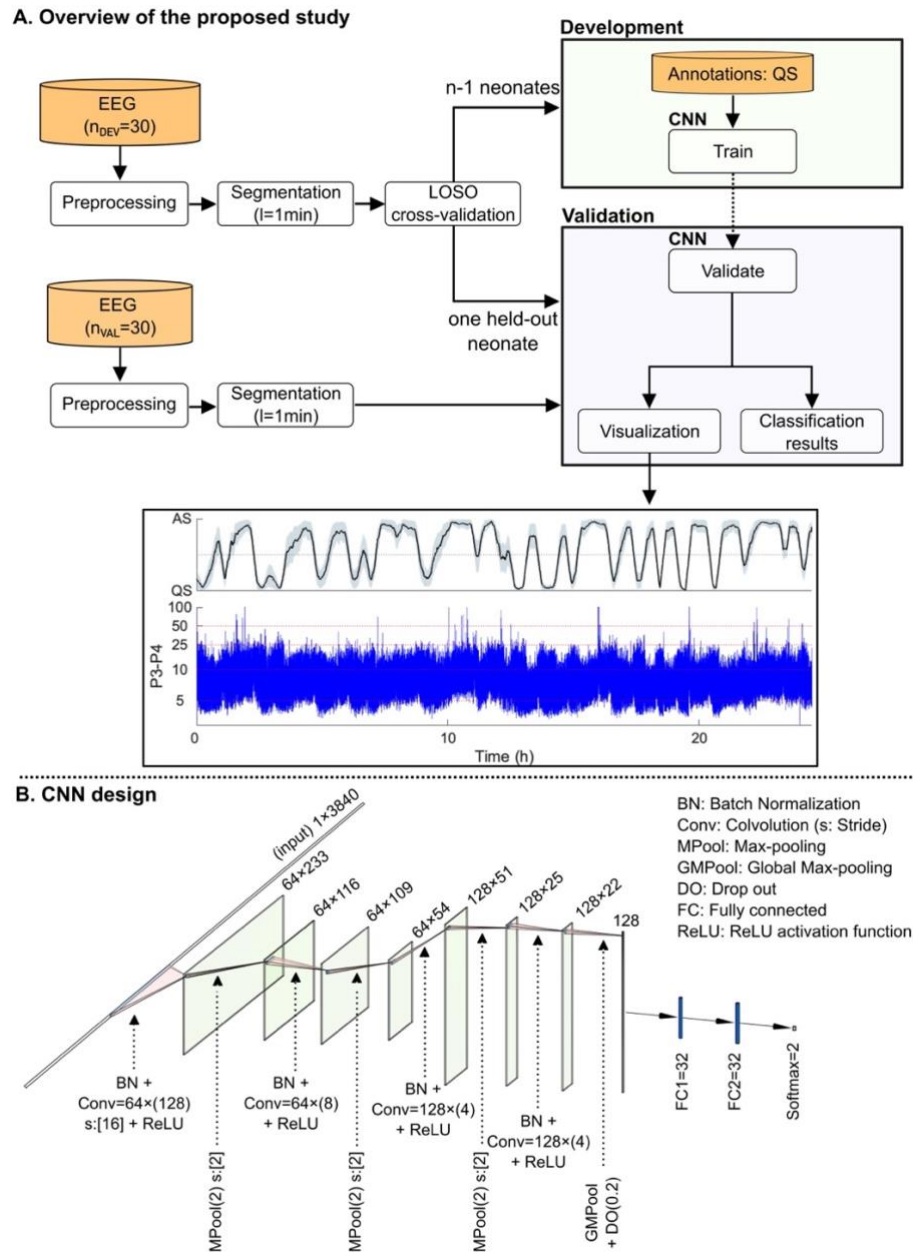 A. Overview of the proposed study
Development
Annotations: QS
n-1 neonates
CNN
Train
EEG
(nDEV=30)
Preprocessing
Segmentation
(l=1min)
LOSO
cross-validation
Validation
CNN
Validate
one held-out
neonate
EEG
(nVAL=30)
Preprocessing
Segmentation
(l=1min)
Visualization
Classification
results
AS
QS
100
50
25
10
5
P3-P4
0
10
20
Time (h)
B. CNN design
(input) 1×3840
64×233
64×116
64×109
64×54
128×51
128×25
128×22
128
BN: Batch Normalization
Conv: Colvolution (s: Stride)
MPool: Max-pooling
GMPool: Global Max-pooling
DO: Drop out
FC: Fully connected
ReLU: ReLU activation function
BN +
Conv=64×(128)
s:[16] + ReLU
MPool(2) s:[2]
BN +
Conv=64×(8)
+ ReLU
MPool(2) s:[2]
BN +
Conv=128×(4)
+ ReLU
MPool(2) s:[2]
BN +
Conv=128×(4)
+ ReLU
GMPool
+ DO(0.2)
FC1=32
FC2=32
Softmax=2